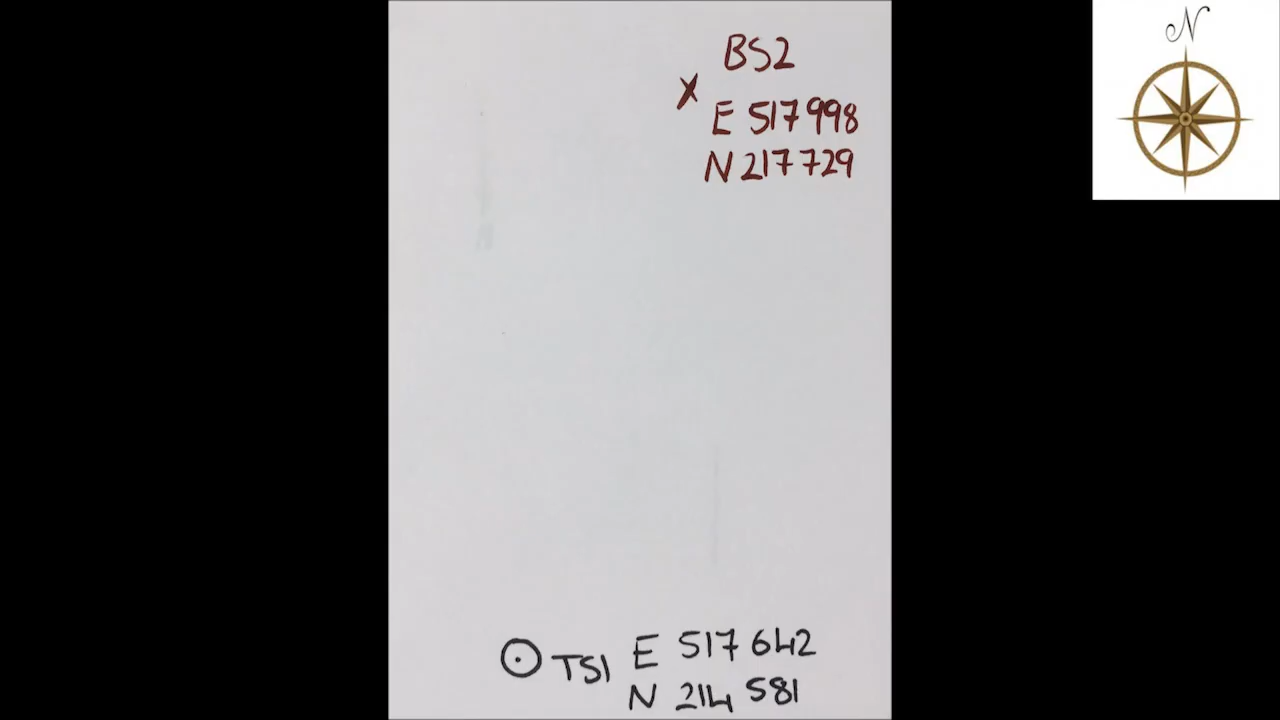 N
BS2
X
E 517998
N 217729
TS1 E 517 642
N 214 581